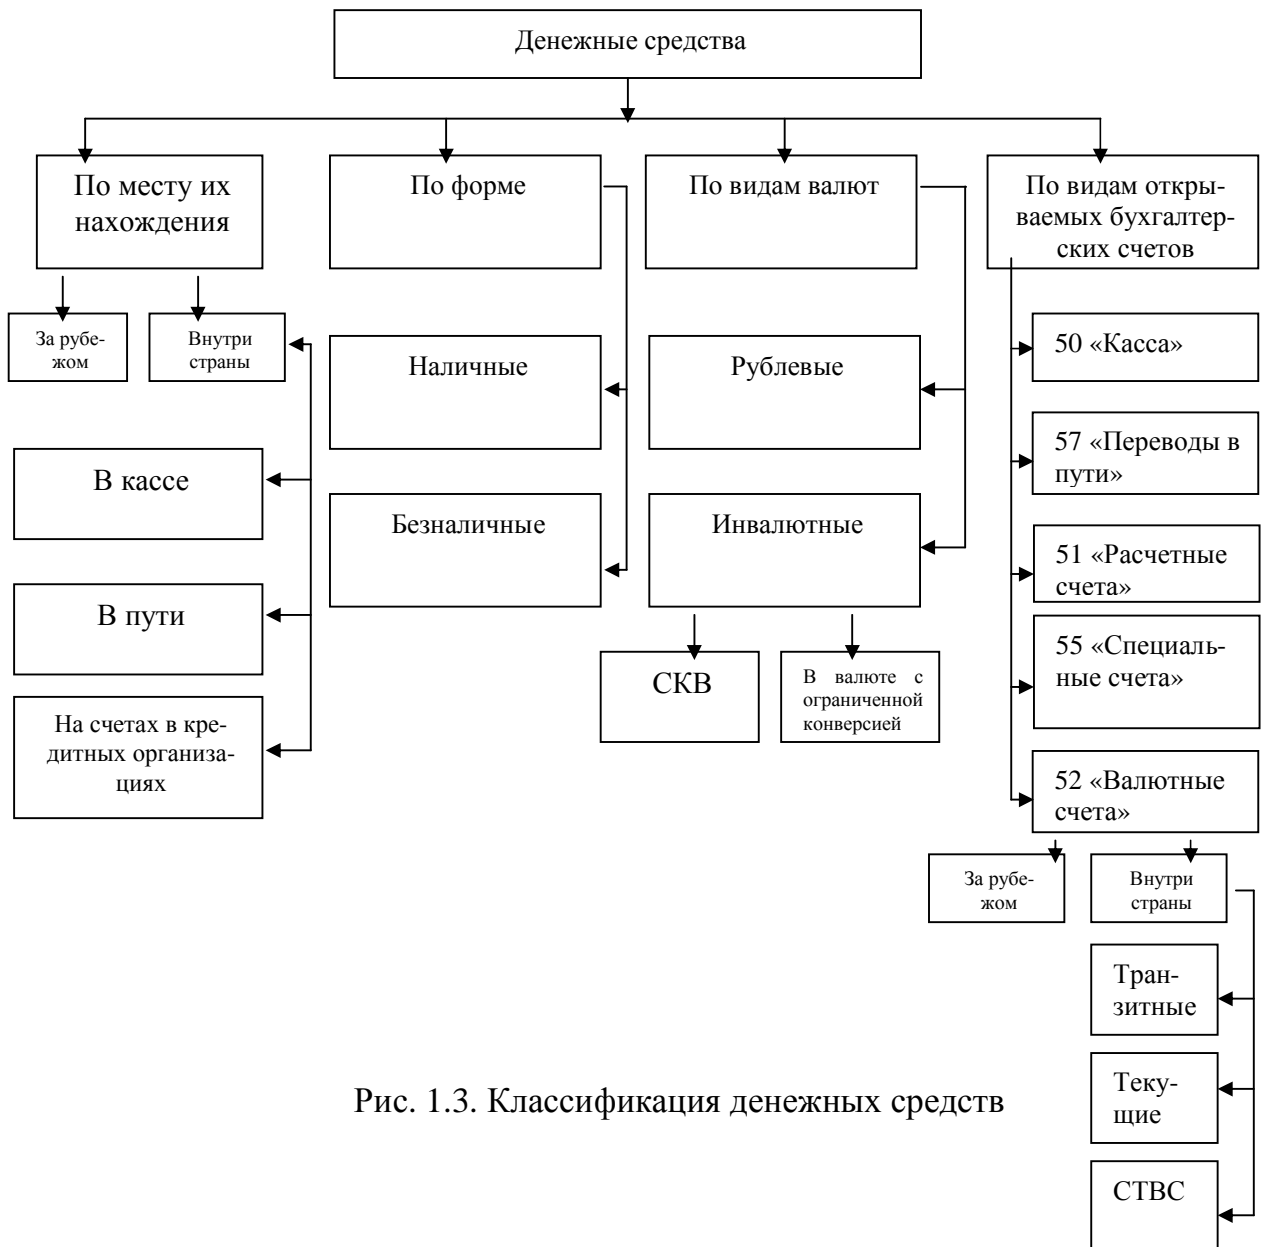 Денежные средства
По месту их
нахождения
По форме
По видам валют
По видам откры-
ваемых бухгалтер-
ских счетов
За рубе-
жом
Внутри
страны
Наличные
Рублевые
50 «Касса»
В кассе
57 «Переводы в
пути»
Безналичные
Инвалютные
51 «Расчетные
счета»
В пути
СКВ
В валюте с
ограниченной
конверсией
55 «Специаль-
ные счета»
На счетах в кре-
дитных организа-
циях
52 «Валютные
счета»
За рубе-
жом
Внутри
страны
Тран-
зитные
Теку-
щие
СТВС
Рис. 1.3. Классификация денежных средств